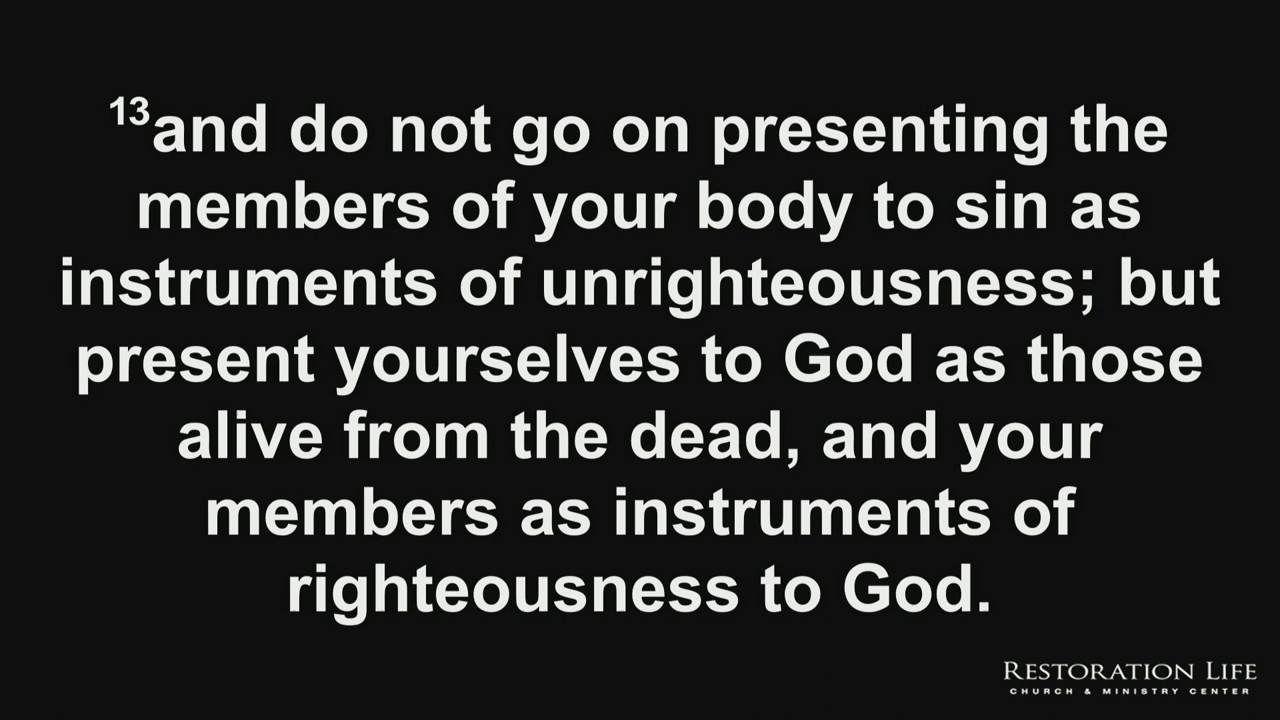 13and do not go on presenting the
members of your body to sin as
instruments of unrighteousness; but
present yourselves to God as those
alive from the dead, and your
members as instruments of
righteousness to God.
RESTORATION LIFE
CHURCH & MINISTRY CENTER